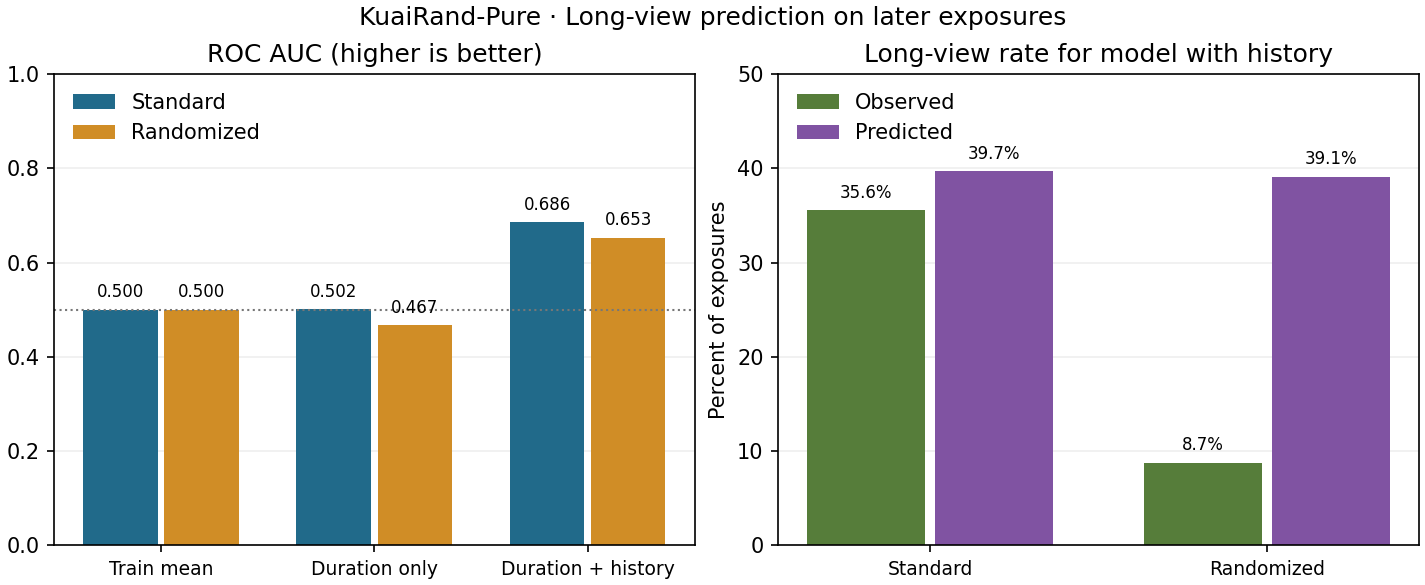 KuaiRand-Pure · Long-view prediction on later exposures
ROC AUC (higher is better)
1.0
0.8
0.6
0.4
0.2
0.0
Standard
Randomized
0.500
0.500
0.502
0.467
0.686
0.653
Train mean
Duration only
Duration + history
Long-view rate for model with history
Percent of exposures
50
40
30
20
10
0
Observed
Predicted
35.6%
39.7%
8.7%
39.1%
Standard
Randomized